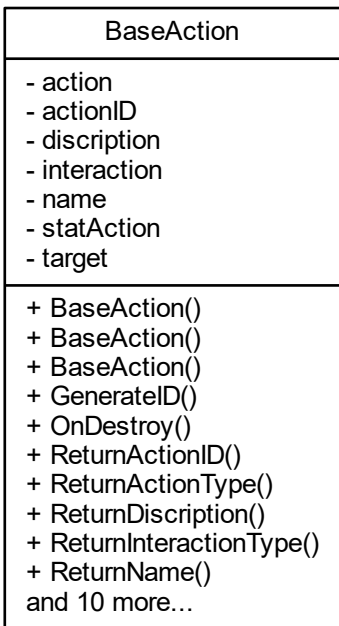 BaseAction
- action
- actionID
- discription
- interaction
- name
- statAction
- target
+ BaseAction()
+ BaseAction()
+ BaseAction()
+ GenerateID()
+ OnDestroy()
+ ReturnActionID()
+ ReturnActionType()
+ ReturnDiscription()
+ ReturnInteractionType()
+ ReturnName()
and 10 more...